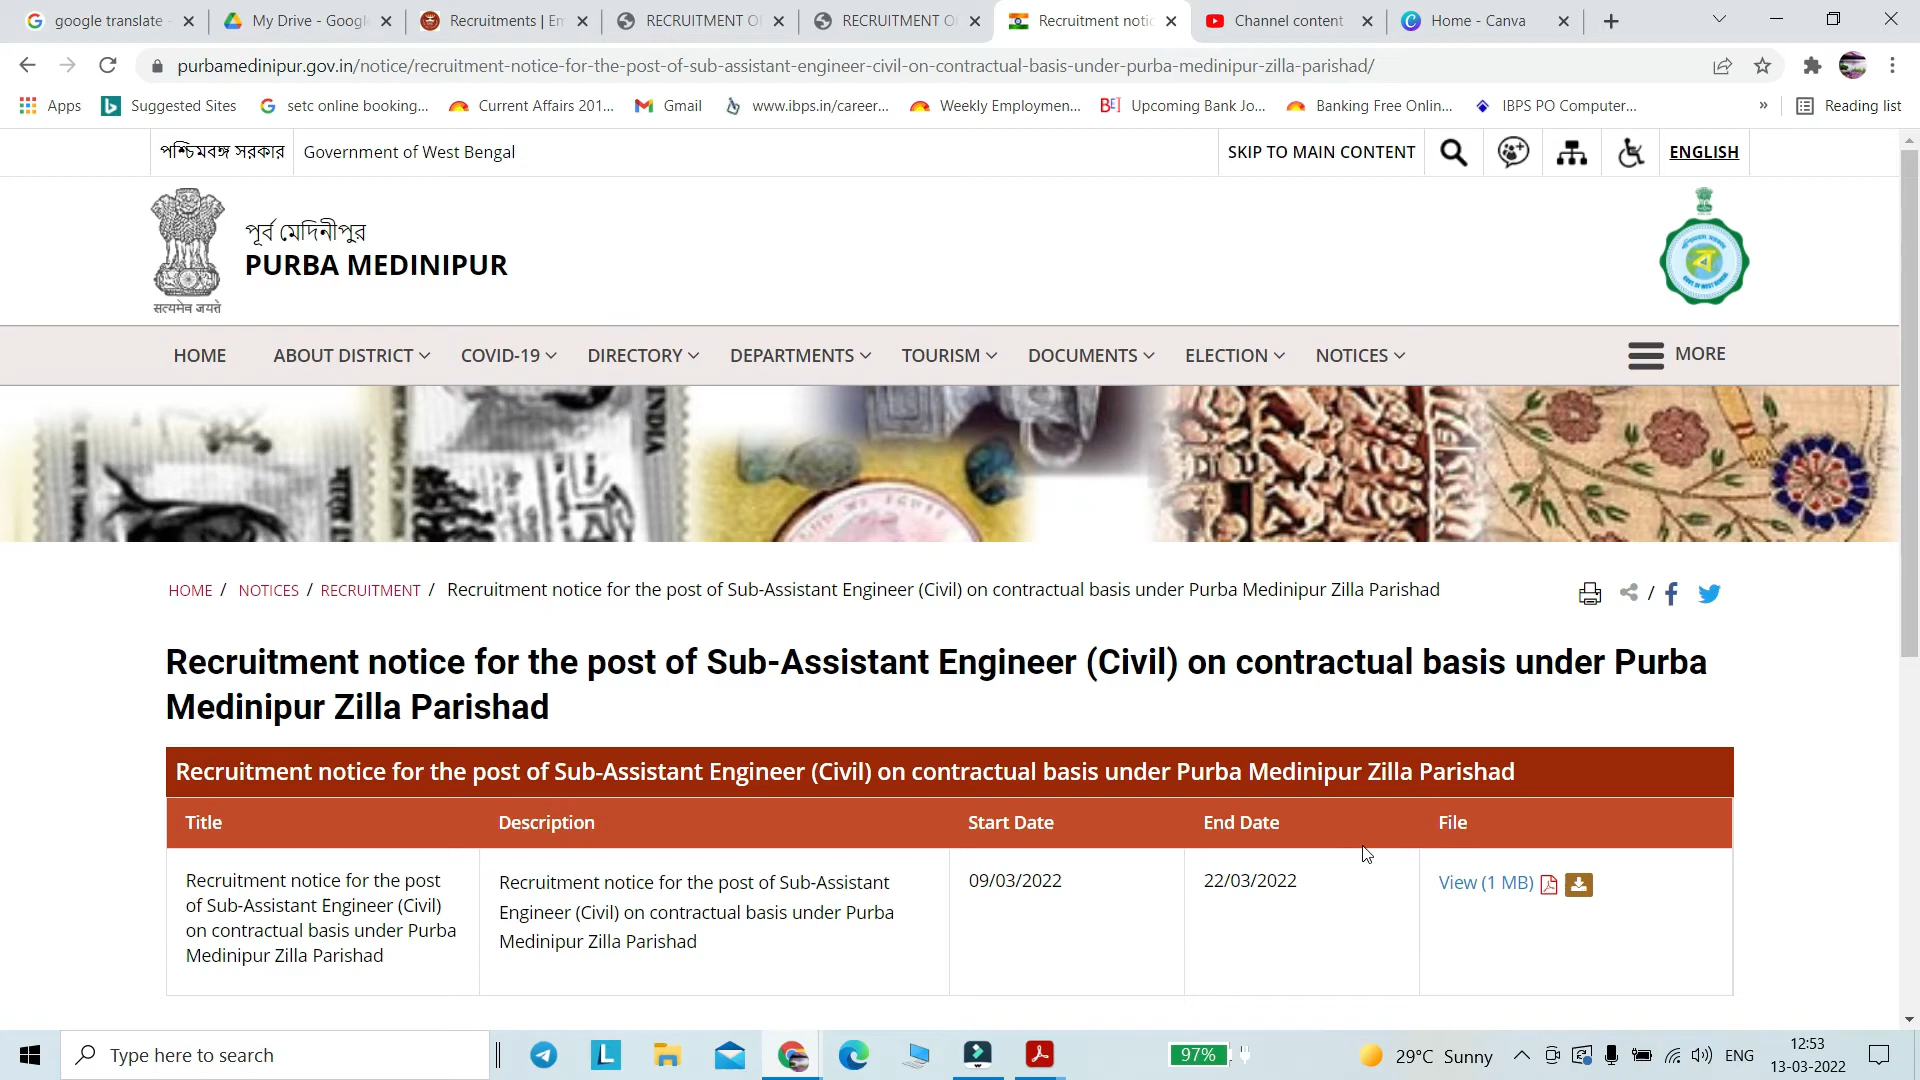 google translate
My Drive - Googl
Recruitments | Em
RECRUITMENT O
RECRUITMENT O
Recruitment notic
Channel content
Home - Canva
purbamedinipur.gov.in/notice/recruitment-notice-for-the-post-of-sub-assistant-engineer-civil-on-contractual-basis-under-purba-medinipur-zilla-parishad/
Apps
Suggested Sites
setc online booking...
Current Affairs 201...
Gmail
www.ibps.in/career...
Weekly Employmen...
BEI Upcoming Bank Jo...
Banking Free Onlin...
IBPS PO Computer...
»
Reading list
পশ্চিমবঙ্গ সরকার
Government of West Bengal
SKIP TO MAIN CONTENT
ENGLISH
सत्यमेव जयते
পূর্ব মেদিনীপুর
PURBA MEDINIPUR
HOME
ABOUT DISTRICT
COVID-19
DIRECTORY
DEPARTMENTS
TOURISM
DOCUMENTS
ELECTION
NOTICES
MORE
INDIA
HOME / NOTICES / RECRUITMENT / Recruitment notice for the post of Sub-Assistant Engineer (Civil) on contractual basis under Purba Medinipur Zilla Parishad
Recruitment notice for the post of Sub-Assistant Engineer (Civil) on contractual basis under Purba
Medinipur Zilla Parishad
Recruitment notice for the post of Sub-Assistant Engineer (Civil) on contractual basis under Purba Medinipur Zilla Parishad
Title
Description
Start Date
End Date
File
Recruitment notice for the post
of Sub-Assistant Engineer (Civil)
on contractual basis under Purba
Medinipur Zilla Parishad
Recruitment notice for the post of Sub-Assistant
Engineer (Civil) on contractual basis under Purba
Medinipur Zilla Parishad
09/03/2022
22/03/2022
View (1 MB)
Type here to search
97%
29°C Sunny
ENG
12:53
13-03-2022